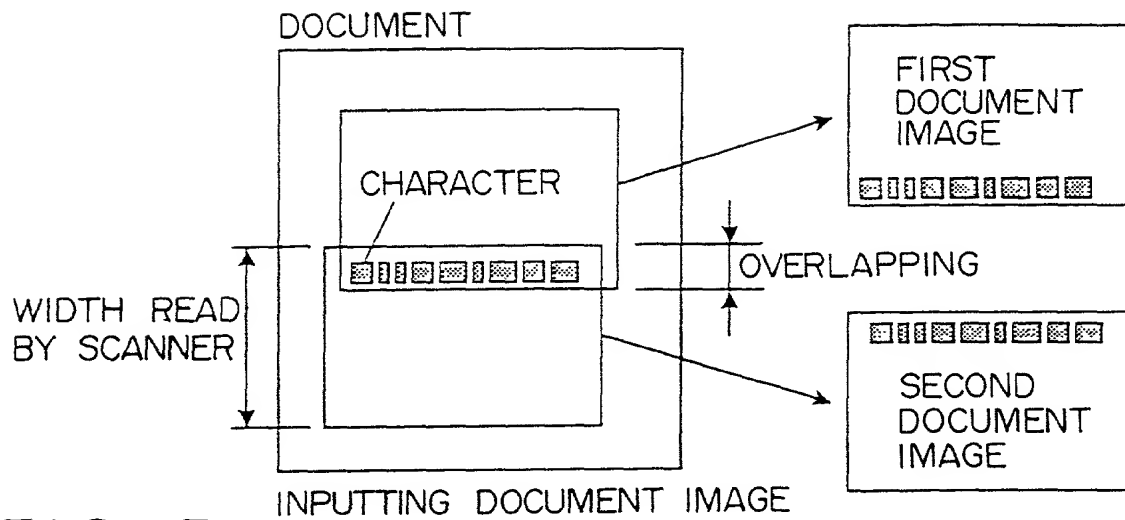 DOCUMENT
FIRST
DOCUMENT
IMAGE
CHARACTER
OVERLAPPING
WIDTH READ
BY SCANNER
SECOND
DOCUMENT
IMAGE
INPUTTING DOCUMENT IMAGE